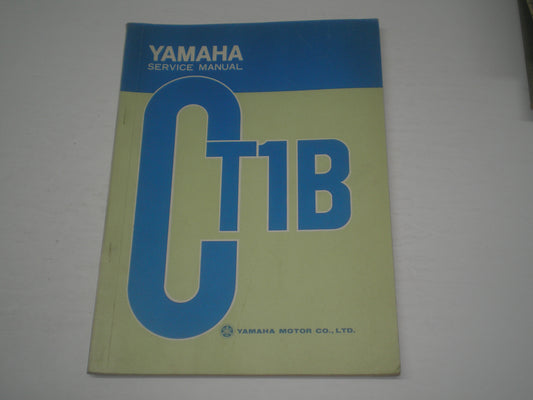 YAMAHA
SERVICE MANUAL
CT1B
YAMAHA MOTOR CO., LTD.